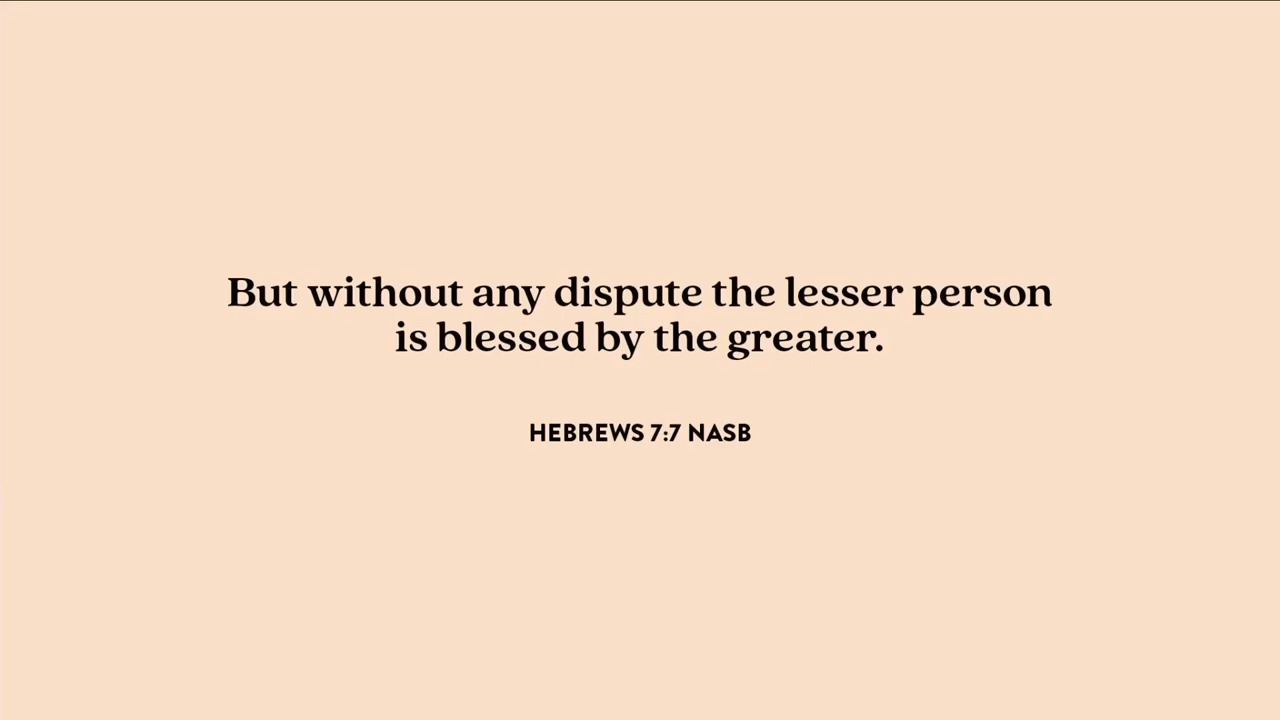 But without any dispute the lesser person
is blessed by the greater.
HEBREWS 7:7 NASB